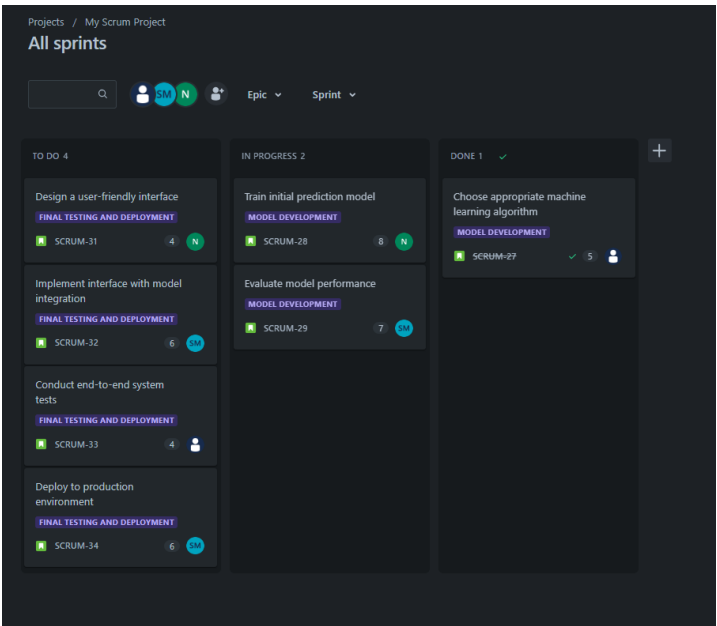 Projects / My Scrum Project
All sprints
SM N Epic Sprint
TO DO 4
Design a user-friendly interface
FINAL TESTING AND DEPLOYMENT
SCRUM-31 4 N
Implement interface with model
integration
FINAL TESTING AND DEPLOYMENT
SCRUM-32 6 SM
Conduct end-to-end system
tests
FINAL TESTING AND DEPLOYMENT
SCRUM-33 4
Deploy to production
environment
FINAL TESTING AND DEPLOYMENT
SCRUM-34 6 SM
IN PROGRESS 2
Train initial prediction model
MODEL DEVELOPMENT
SCRUM-28 8 N
Evaluate model performance
MODEL DEVELOPMENT
SCRUM-29 7 SM
DONE 1
Choose appropriate machine
learning algorithm
MODEL DEVELOPMENT
SCRUM-27 5